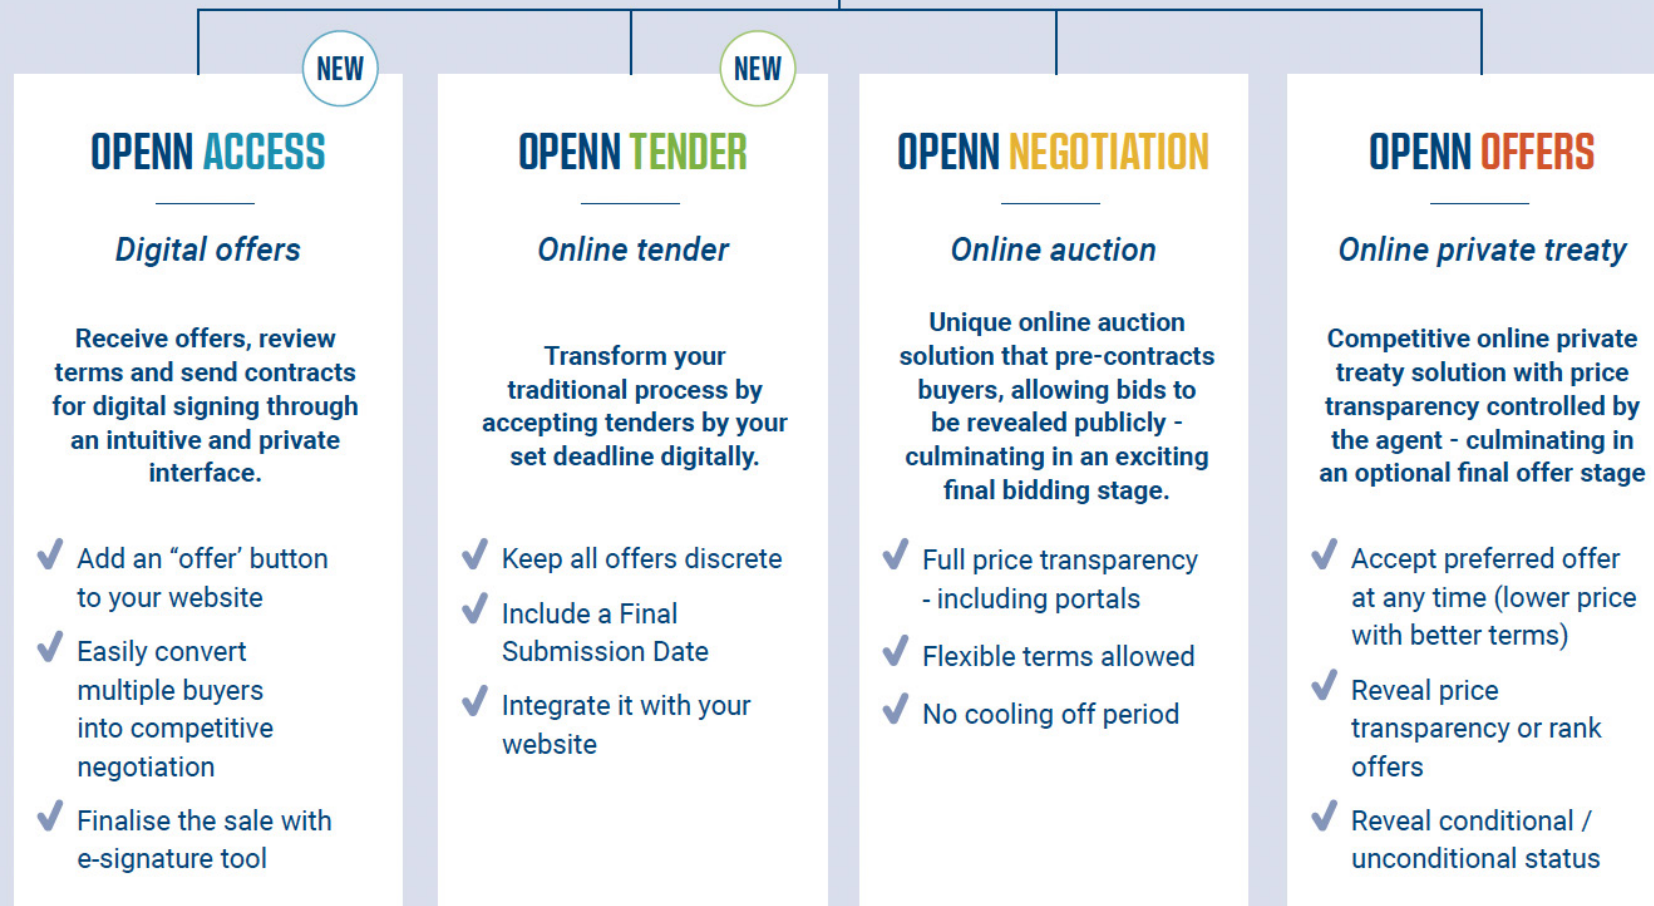 NEW
OPENN ACCESS
Digital offers
Receive offers, review
terms and send contracts
for digital signing through
an intuitive and private
interface.
Add an “offer’ button
to your website
Easily convert
multiple buyers
into competitive
negotiation
Finalise the sale with
e-signature tool
NEW
OPENN TENDER
Online tender
Transform your
traditional process by
accepting tenders by your
set deadline digitally.
Keep all offers discrete
Include a Final
Submission Date
Integrate it with your
website
OPENN NEGOTIATION
Online auction
Unique online auction
solution that pre-contracts
buyers, allowing bids to
be revealed publicly -
culminating in an exciting
final bidding stage.
Full price transparency
- including portals
Flexible terms allowed
No cooling off period
OPENN OFFERS
Online private treaty
Competitive online private
treaty solution with price
transparency controlled by
the agent - culminating in
an optional final offer stage
Accept preferred offer
at any time (lower price
with better terms)
Reveal price
transparency or rank
offers
Reveal conditional /
unconditional status